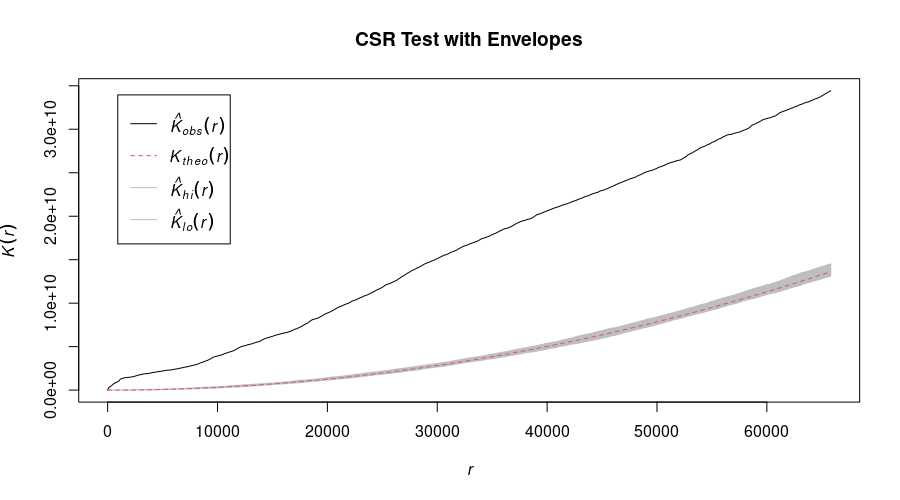 CSR Test with Envelopes
K̂obs(r)
Ktheo(r)
K̂hi(r)
K̂lo(r)
K(r)
3.0e+10
2.0e+10
1.0e+10
0.0e+00
0 10000 20000 30000 40000 50000 60000
r